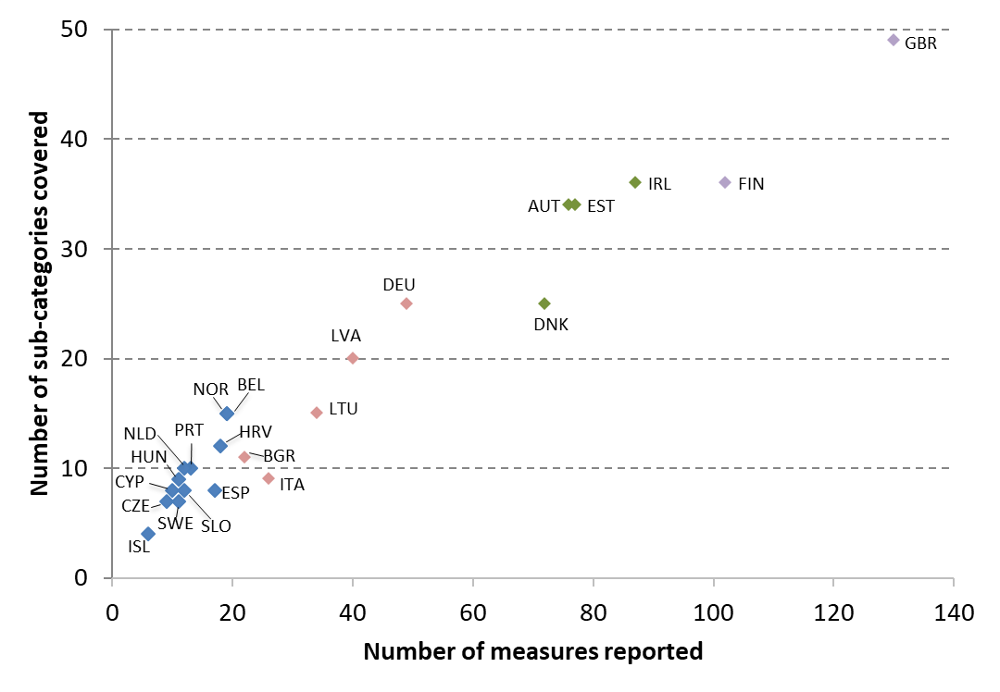 50
GBR
40
IRL
FIN
AUT
EST
30
DEU
DNK
LVA
20
NOR
BEL
LTU
NLD
PRT
HRV
HUN
BGR
10
CYP
ITA
ESP
CZE
SWE
SLO
ISL
0
0 20 40 60 80 100 120 140
Number of measures reported
Number of sub-categories covered